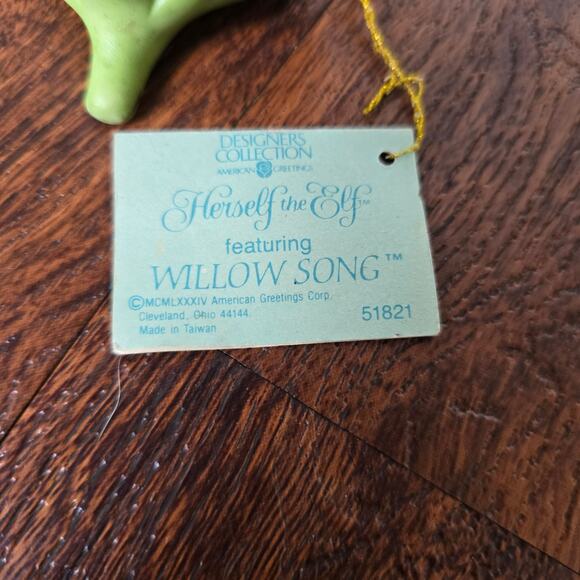 DESIGNERS
COLLECTION
AMERICAN GREETINGS
Herself the Elf™
featuring
WILLOW SONG™
©MCMLXXXIV American Greetings Corp.
Cleveland, Ohio 44144
Made in Taiwan
51821